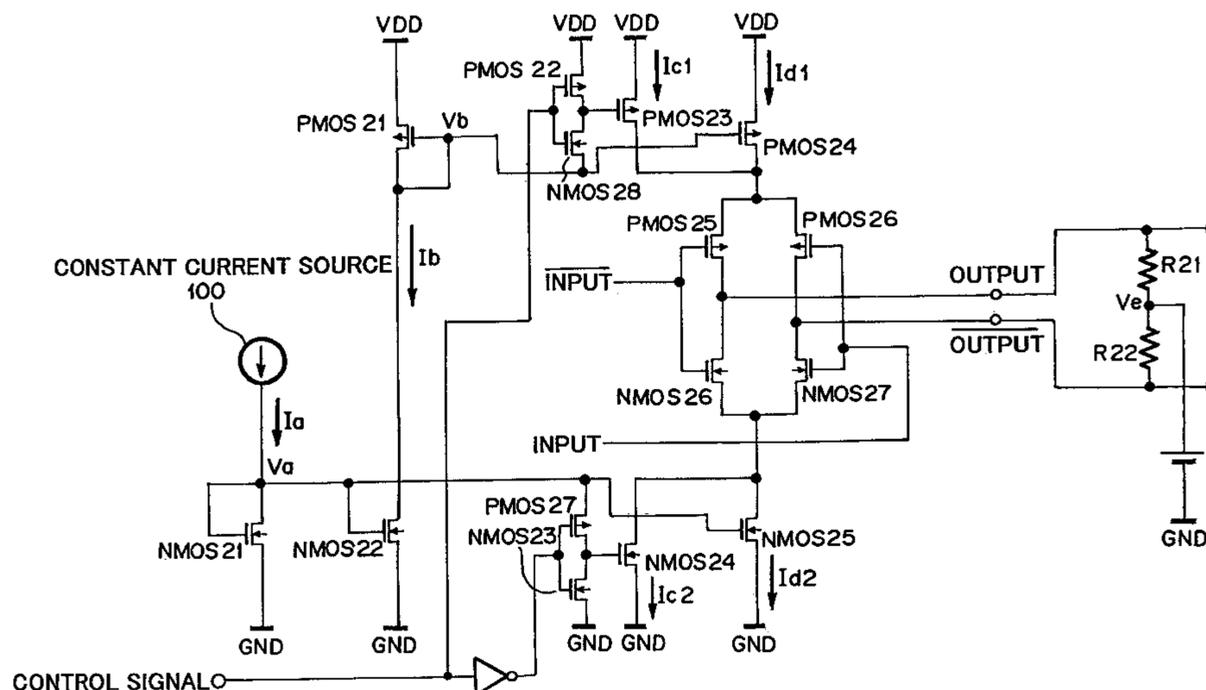 VDD
VDD
VDD
VDD
PMOS 22
Ic1
Id1
PMOS 21
Vb
PMOS23
PMOS24
NMOS 28
PMOS25
PMOS26
Ib
CONSTANT CURRENT SOURCE
100
INPUT
OUTPUT
R21
Ve
OUTPUT
R22
NMOS26
NMOS27
Ia
INPUT
Va
PMOS27
NMOS23
NMOS21
NMOS22
NMOS24
NMOS25
GND
Ic2
Id2
GND
GND
GND
GND
GND
CONTROL SIGNAL